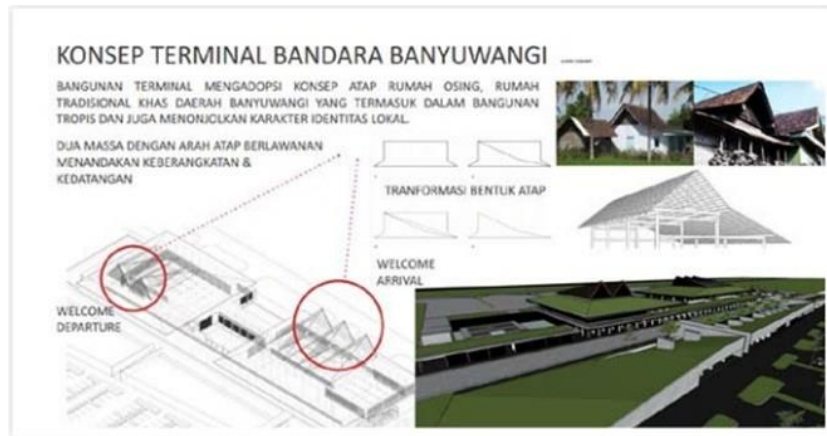 KONSEP TERMINAL BANDARA BANYUWANGI
BANGUNAN TERMINAL MENGADOPSI KONSEP ATAP RUMAH OSING, RUMAH
TRADISIONAL KHAS DAERAH BANYUWANGI YANG TERMASUK DALAM BANGUNAN
TROPIS DAN JUGA MENONJOLKAN KARAKTER IDENTITAS LOKAL.
DUA MASSA DENGAN ARAH ATAP BERLAWANAN
MENANDAKAN KEBERANGKATAN &
KEDATANGAN
TRANFORMASI BENTUK ATAP
WELCOME
ARRIVAL
WELCOME
DEPARTURE